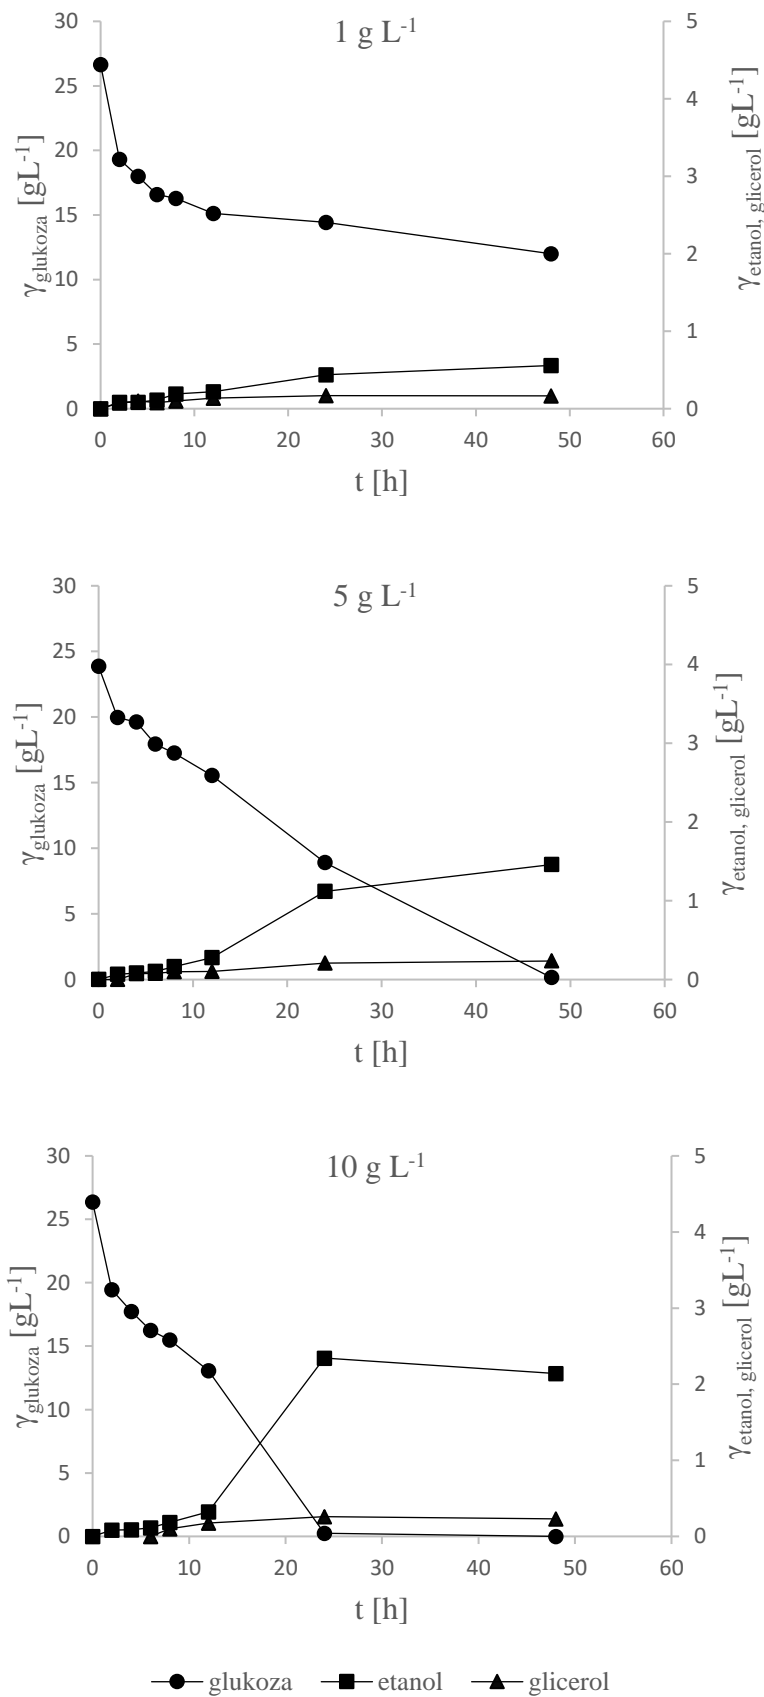 1 g L-1
30
25
20
15
10
5
0
5
4
3
2
1
0
0 10 20 30 40 50 60
γglukoza [gL-1]
γetanol, glicerol [gL-1]
t [h]
5 g L-1
30
25
20
15
10
5
0
5
4
3
2
1
0
0 10 20 30 40 50 60
γglukoza [gL-1]
γetanol, glicerol [gL-1]
t [h]
10 g L-1
30
25
20
15
10
5
0
5
4
3
2
1
0
0 10 20 30 40 50 60
γglukoza [gL-1]
γetanol, glicerol [gL-1]
t [h]
glukoza etanol glicerol